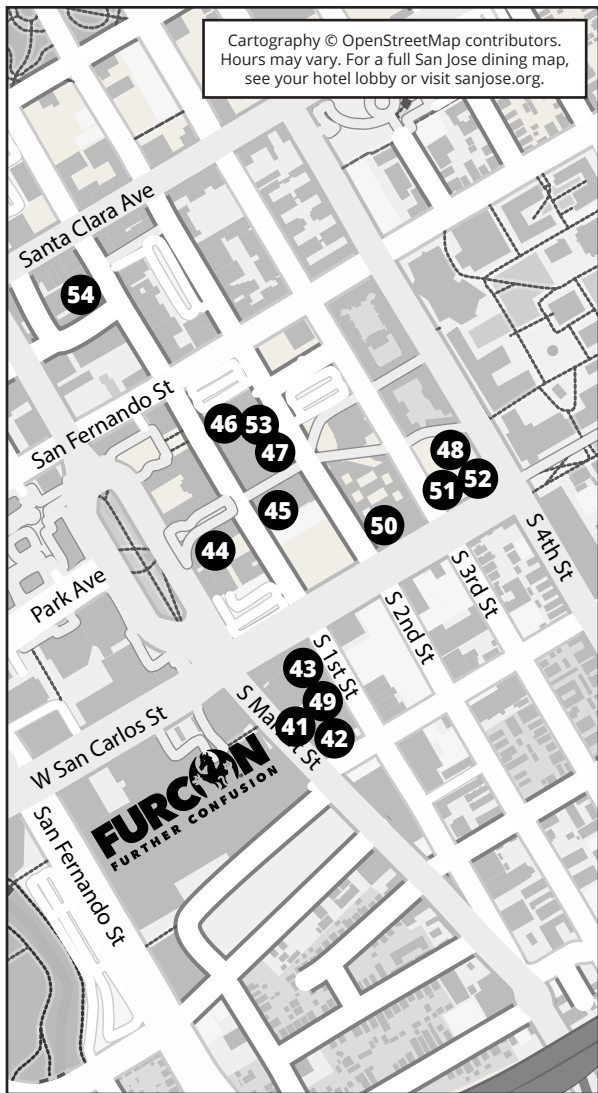 Cartography © OpenStreetMap contributors.
Hours may vary. For a full San Jose dining map,
see your hotel lobby or visit sanjose.org.
Santa Clara Ave
54
San Fernando St
46
53
47
48
52
51
45
50
44
S 4th St
Park Ave
S 3rd St
S 2nd St
S 1st St
43
49
41
42
S Market St
W San Carlos St
FURCON
FURTHER CONFUSION
San Fernando St